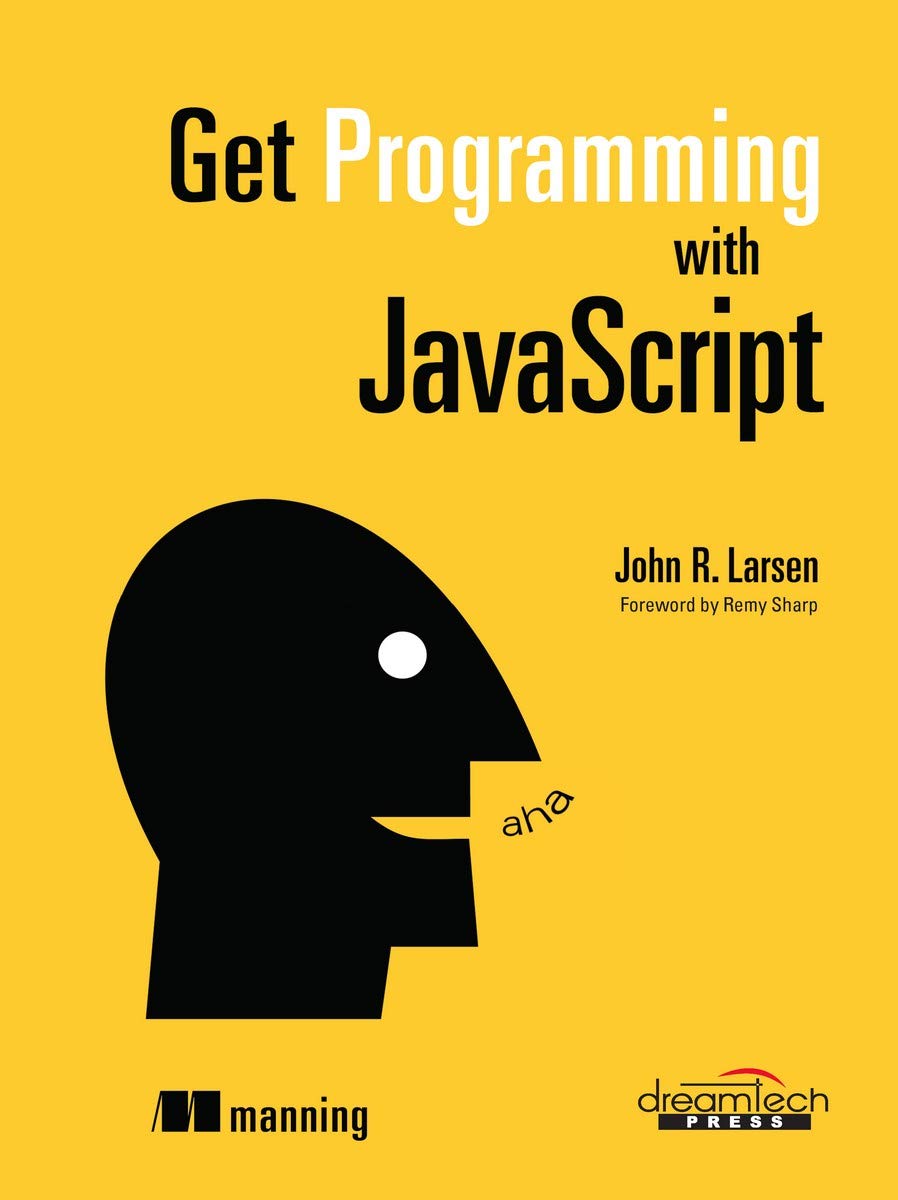 Get Programming
with
JavaScript
John R. Larsen
Foreword by Remy Sharp
aha
manning
dreamtech
PRESS